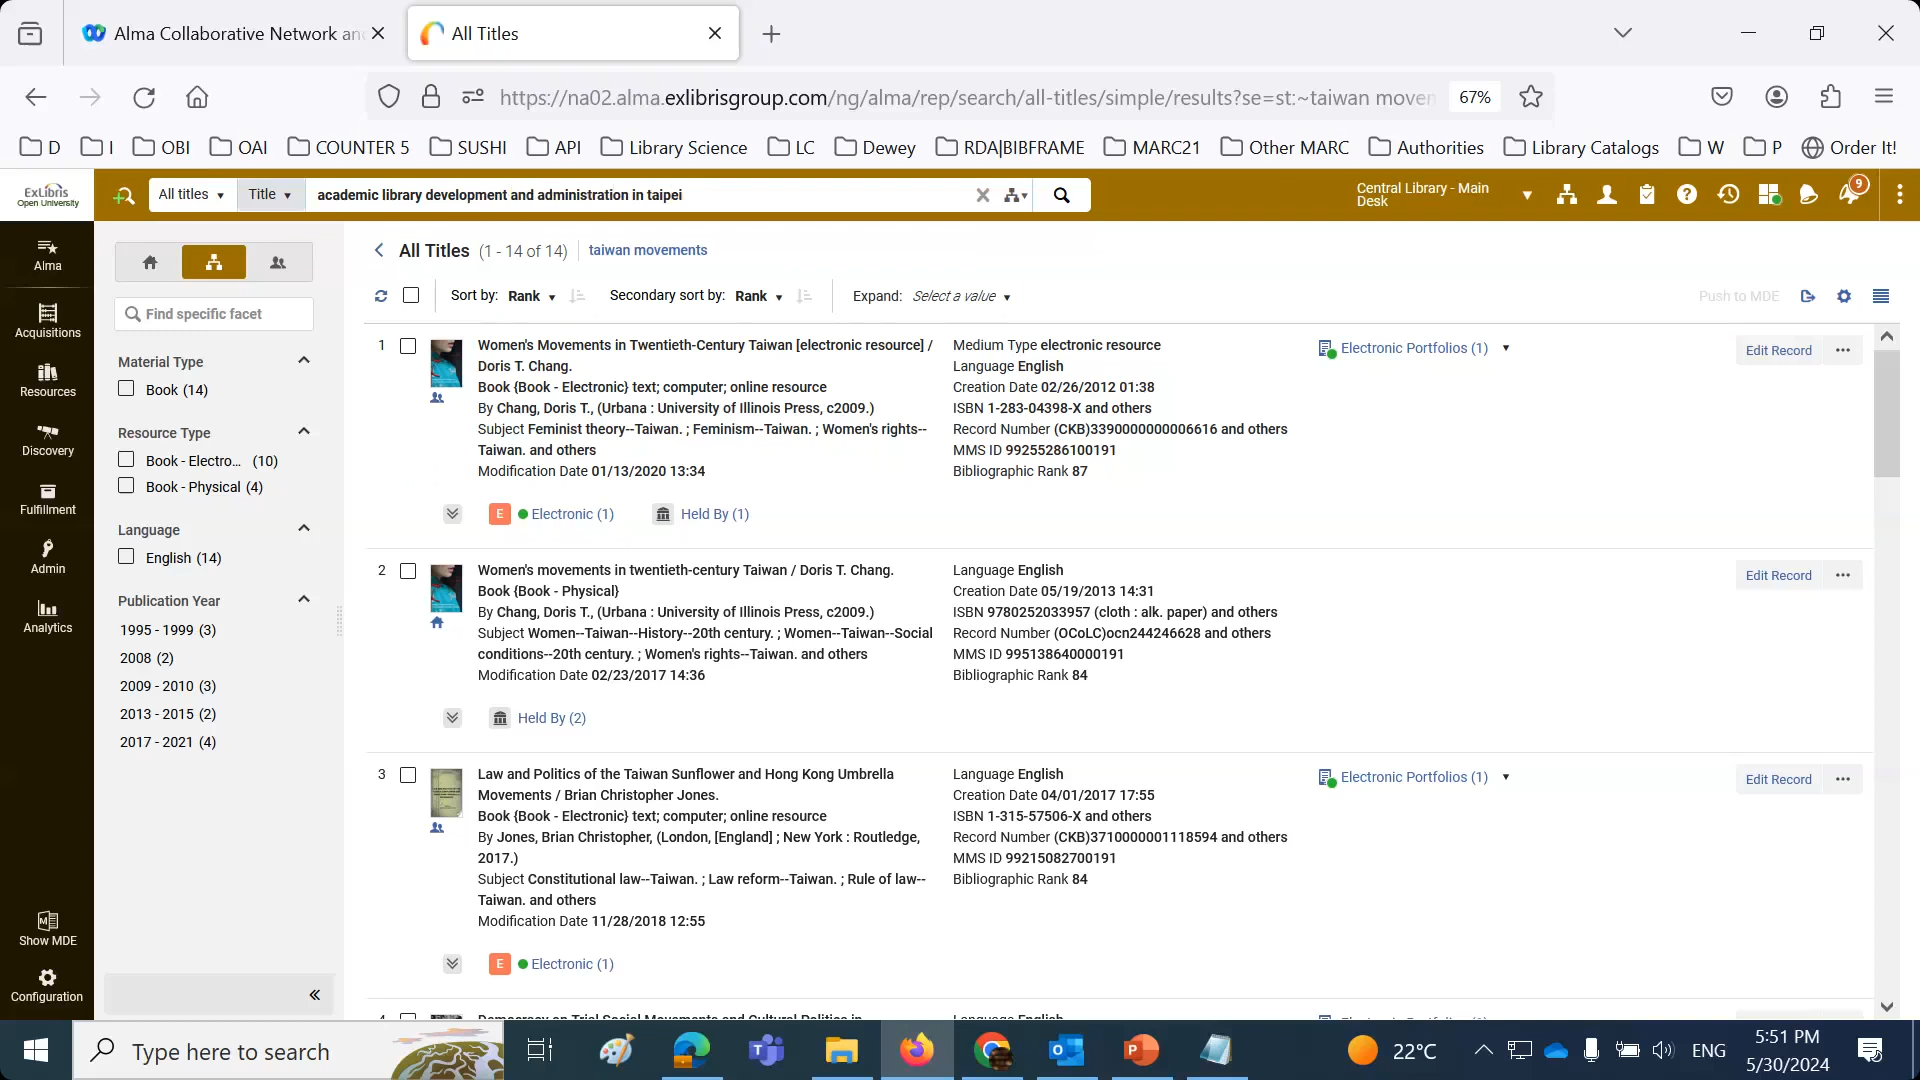 Alma Collaborative Network an
All Titles
https://na02.alma.exlibrisgroup.com/ng/alma/rep/search/all-titles/simple/results?se=st:~taiwan movem
67%
D
I
OBI
OAI
COUNTER 5
SUSHI
API
Library Science
LC
Dewey
RDA|BIBFRAME
MARC21
Other MARC
Authorities
Library Catalogs
W
P
Order It!
ExLibris
Open University
All titles
Title
academic library development and administration in taipei
Central Library - Main
Desk
9
Alma
Acquisitions
Resources
Discovery
Fulfillment
Admin
Analytics
Show MDE
Configuration
Find specific facet
Material Type
Book (14)
Resource Type
Book - Electro... (10)
Book - Physical (4)
Language
English (14)
Publication Year
1995 - 1999 (3)
2008 (2)
2009 - 2010 (3)
2013 - 2015 (2)
2017 - 2021 (4)
All Titles (1 - 14 of 14) taiwan movements
Sort by: Rank
Secondary sort by: Rank
Expand: Select a value
Push to MDE
1
Women's Movements in Twentieth-Century Taiwan [electronic resource] /
Doris T. Chang.
Book {Book - Electronic} text; computer; online resource
By Chang, Doris T., (Urbana : University of Illinois Press, c2009.)
Subject Feminist theory--Taiwan. ; Feminism--Taiwan. ; Women's rights--
Taiwan. and others
Modification Date 01/13/2020 13:34
Medium Type electronic resource
Language English
Creation Date 02/26/2012 01:38
ISBN 1-283-04398-X and others
Record Number (CKB)3390000000006616 and others
MMS ID 99255286100191
Bibliographic Rank 87
Electronic Portfolios (1)
Edit Record
E Electronic (1)
Held By (1)
2
Women's movements in twentieth-century Taiwan / Doris T. Chang.
Book {Book - Physical}
By Chang, Doris T., (Urbana : University of Illinois Press, c2009.)
Subject Women--Taiwan--History--20th century. ; Women--Taiwan--Social
conditions--20th century. ; Women's rights--Taiwan. and others
Modification Date 02/23/2017 14:36
Language English
Creation Date 05/19/2013 14:31
ISBN 9780252033957 (cloth : alk. paper) and others
Record Number (OCoLC)ocn244246628 and others
MMS ID 995138640000191
Bibliographic Rank 84
Edit Record
Held By (2)
3
Law and Politics of the Taiwan Sunflower and Hong Kong Umbrella
Movements / Brian Christopher Jones.
Book {Book - Electronic} text; computer; online resource
By Jones, Brian Christopher, (London, [England] ; New York : Routledge,
2017.)
Subject Constitutional law--Taiwan. ; Law reform--Taiwan. ; Rule of law--
Taiwan. and others
Modification Date 11/28/2018 12:55
Language English
Creation Date 04/01/2017 17:55
ISBN 1-315-57506-X and others
Record Number (CKB)3710000001118594 and others
MMS ID 99215082700191
Bibliographic Rank 84
Electronic Portfolios (1)
Edit Record
E Electronic (1)
4
Democracy on Trial Social Movements and Cultural Politics in
Language English
Type here to search
22°C
ENG
5:51 PM
5/30/2024